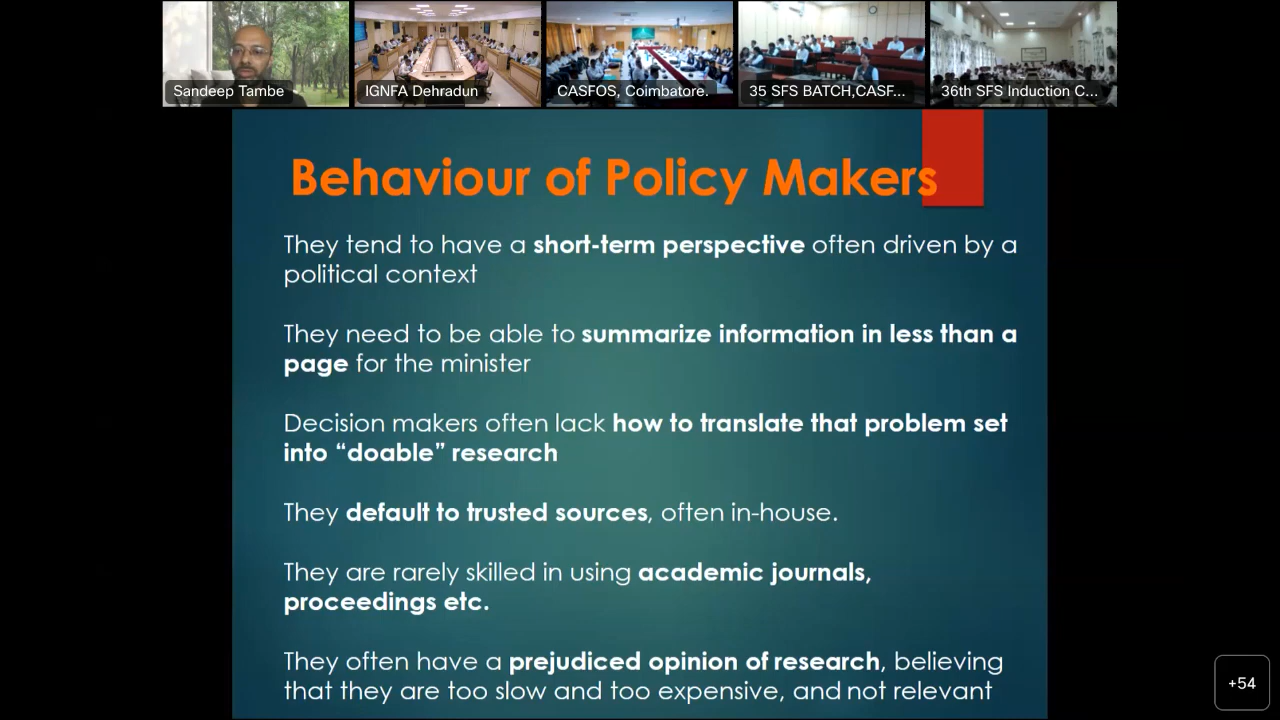 Sandeep Tambe
IGNFA Dehradun
CASFOS, Coimbatore.
35 SFS BATCH,CASF...
36th SFS Induction C...
Behaviour of Policy Makers
They tend to have a short-term perspective often driven by a
political context
They need to be able to summarize information in less than a
page for the minister
Decision makers often lack how to translate that problem set
into “doable” research
They default to trusted sources, often in-house.
They are rarely skilled in using academic journals,
proceedings etc.
They often have a prejudiced opinion of research, believing
that they are too slow and too expensive, and not relevant
+54